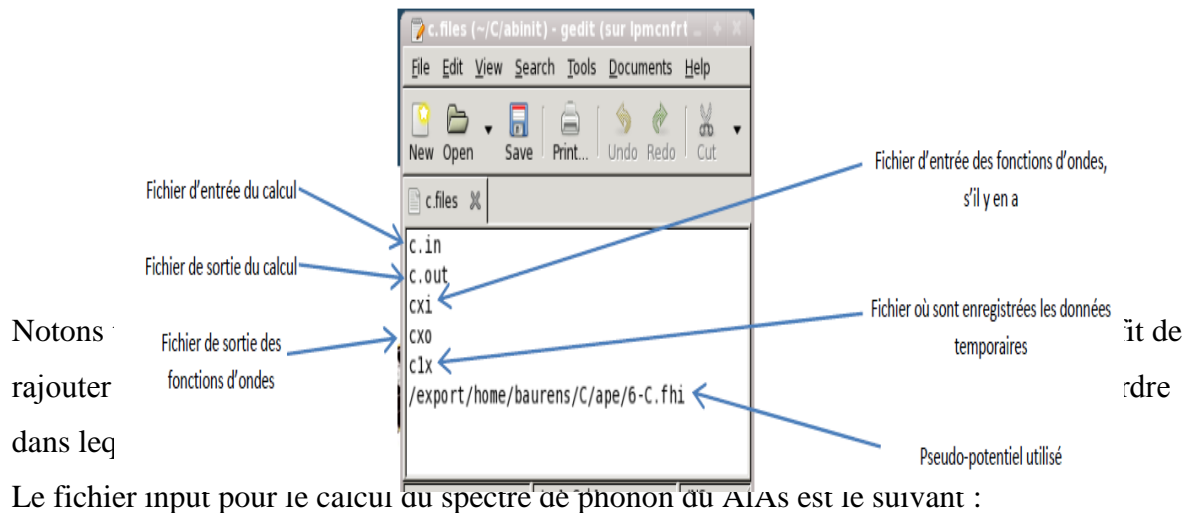 c.files (~/C/abinit) - gedit (sur lpmcnfrt
File Edit View Search Tools Documents Help
New Open Save Print... Undo Redo Cut
c.files
Fichier d'entrée du calcul
Fichier de sortie du calcul
Fichier de sortie des
fonctions d'ondes
c.in
c.out
cxi
cxo
clx
/export/home/baurens/C/ape/6-C.fhi
Fichier d'entrée des fonctions d'ondes,
s'il y en a
Fichier où sont enregistrées les données
temporaires
Pseudo-potentiel utilisé
Notons de
rajouter
dans
Le fichier input pour le calcul du spectre de phonon du AlAs est le suivant :